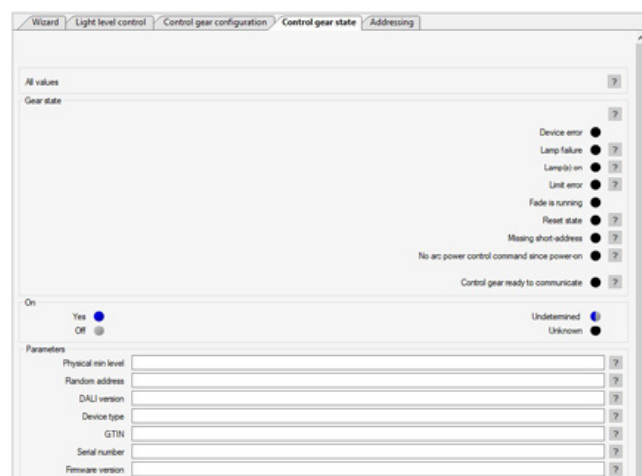 Wizard Light level control Control gear configuration Control gear state Addressing
All values ?
Gear state
?
Device error
Lamp failure ?
Lamp(s) on ?
Limit error ?
Fade is running
Reset state ?
Missing short-address ?
No arc power control command since power-on ?
Control gear ready to communicate ?
On
Yes Undetermined
Off Unknown
Parameters
Physical min level ?
Random address ?
DALI version ?
Device type ?
GTIN ?
Serial number ?
Firmware version ?